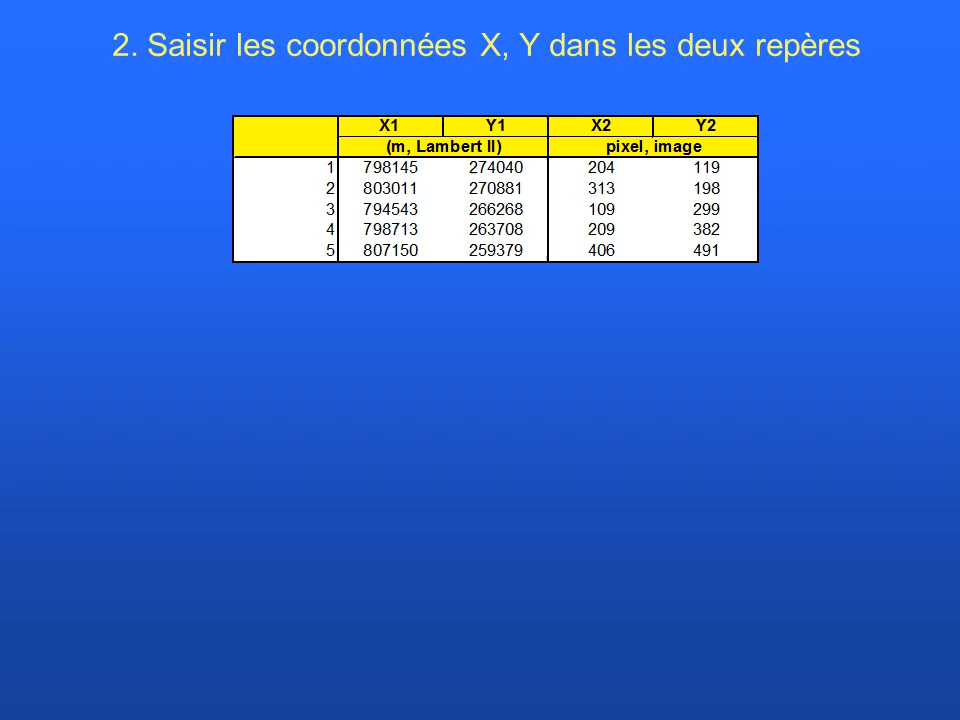 2. Saisir les coordonnées X, Y dans les deux repères
X1 Y1 X2 Y2
(m, Lambert II) pixel, image
1 798145 274040 204 119
2 803011 270881 313 198
3 794543 266268 109 299
4 798713 263708 209 382
5 807150 259379 406 491